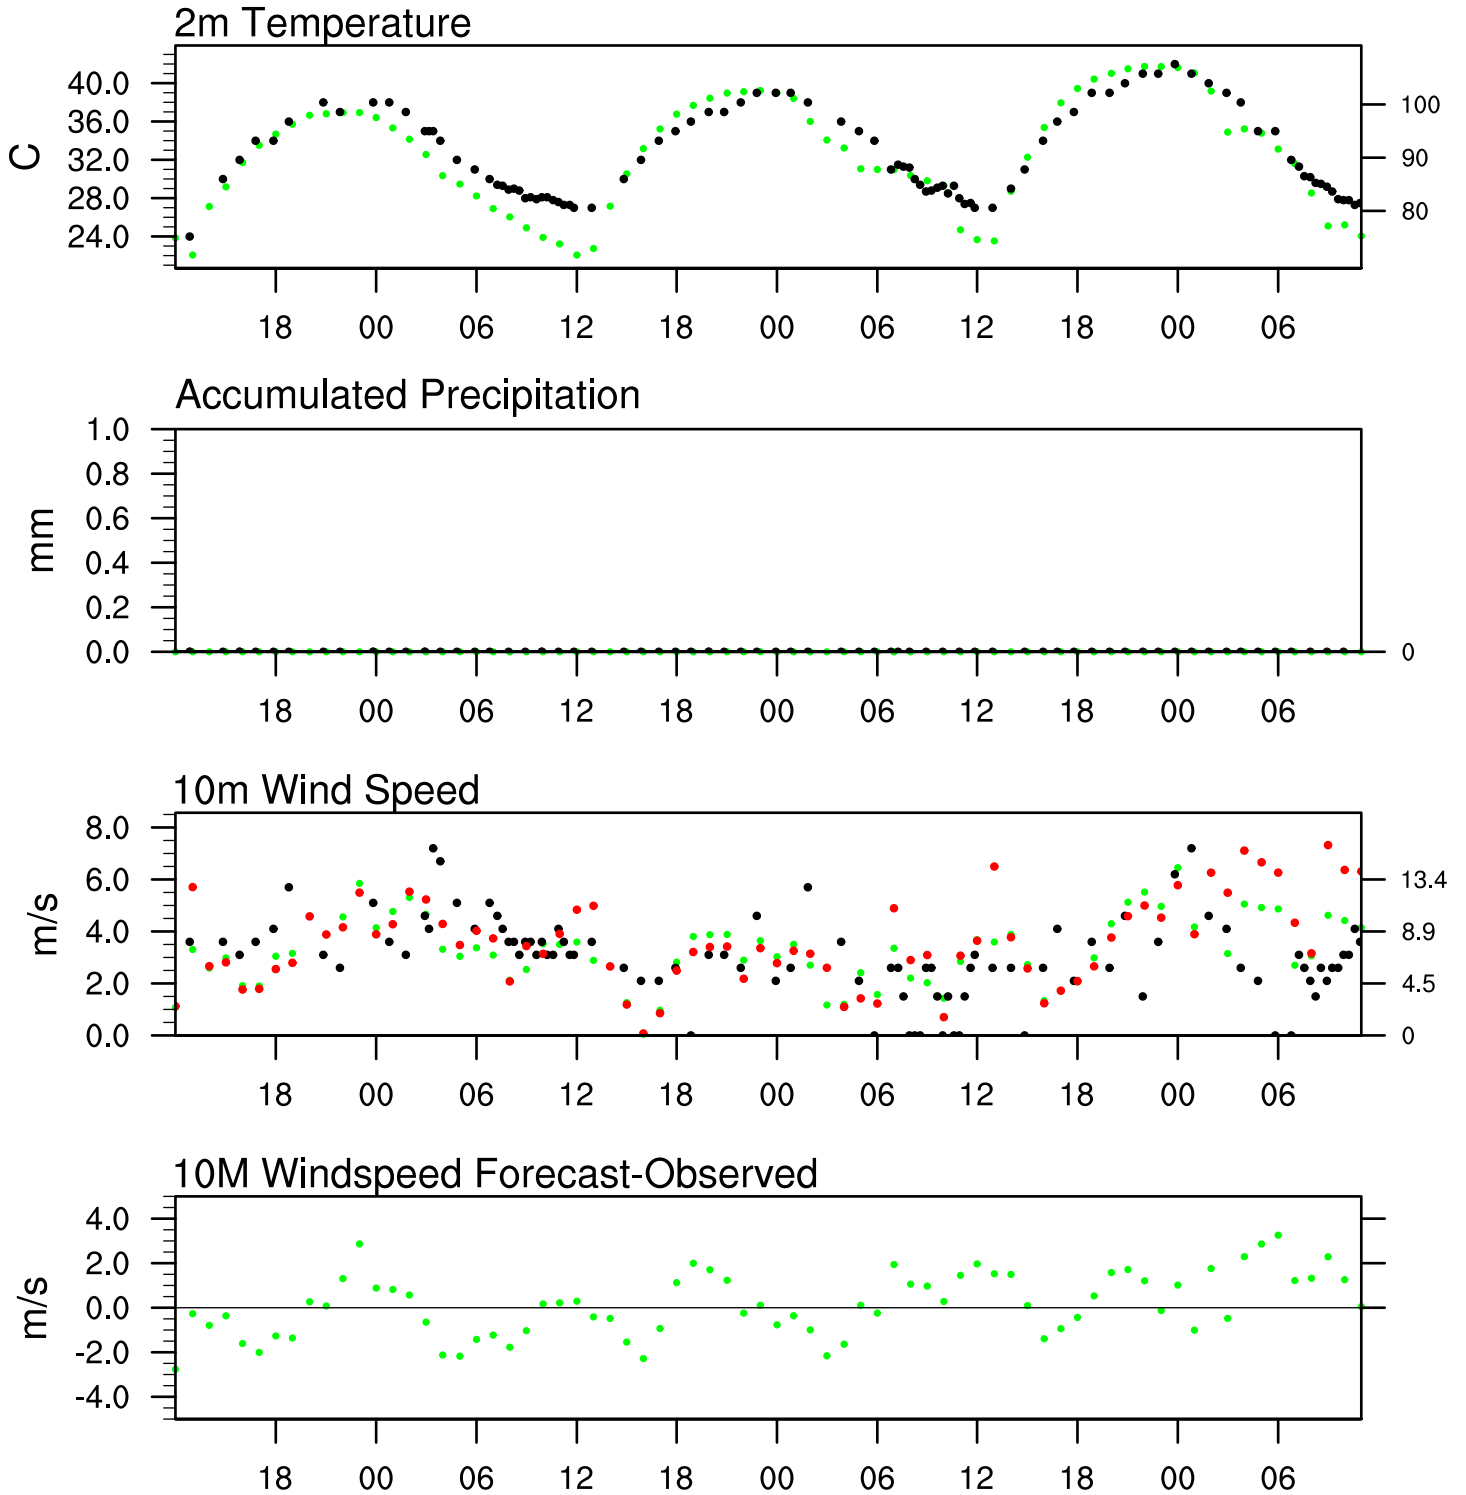 2m Temperature
C
40.0
36.0
32.0
28.0
24.0
100
90
80
18 00 06 12 18 00 06 12 18 00 06
Accumulated Precipitation
mm
1.0
0.8
0.6
0.4
0.2
0.0
0
18 00 06 12 18 00 06 12 18 00 06
10m Wind Speed
m/s
8.0
6.0
4.0
2.0
0.0
13.4
8.9
4.5
0
18 00 06 12 18 00 06 12 18 00 06
10M Windspeed Forecast-Observed
m/s
4.0
2.0
0.0
-2.0
-4.0
18 00 06 12 18 00 06 12 18 00 06